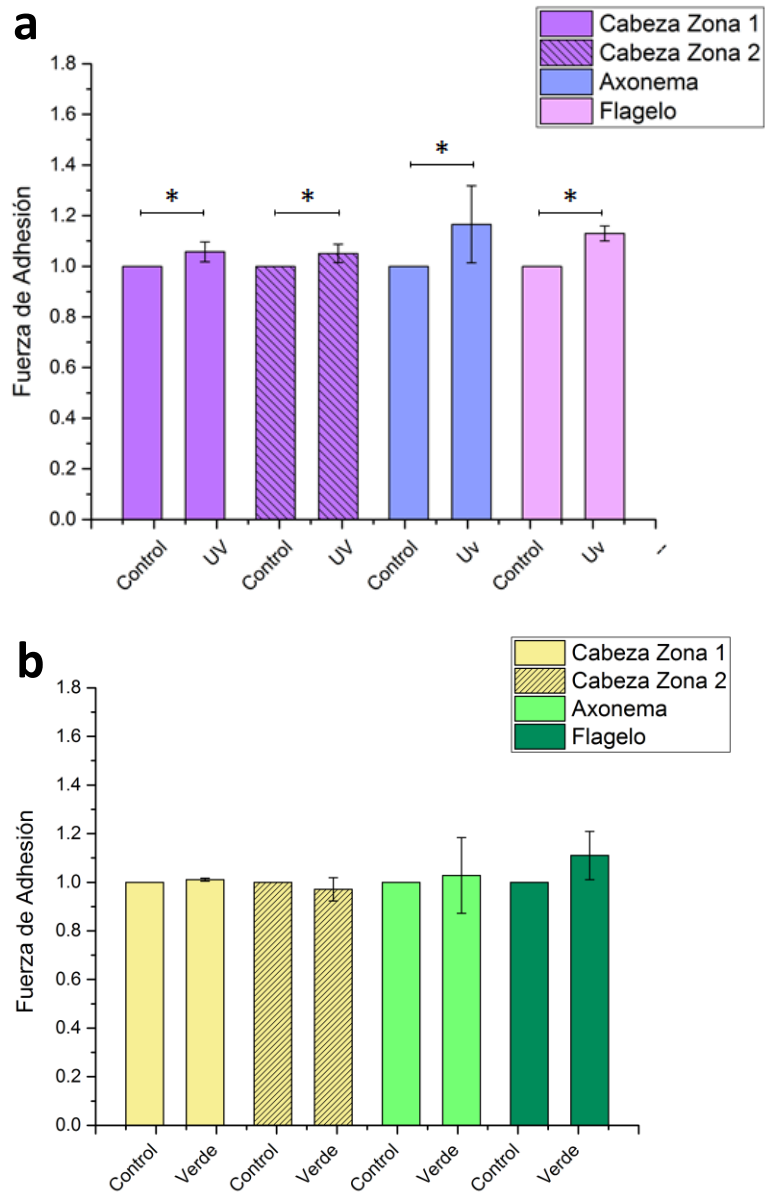 a
Cabeza Zona 1
Cabeza Zona 2
Axonema
Flagelo
Fuerza de Adhesión
1.8
1.6
1.4
1.2
1.0
0.8
0.6
0.4
0.2
0.0
*
*
*
*
Control
UV
Control
UV
Control
Uv
Control
Uv
--
b
Cabeza Zona 1
Cabeza Zona 2
Axonema
Flagelo
Fuerza de Adhesión
1.8
1.6
1.4
1.2
1.0
0.8
0.6
0.4
0.2
0.0
Control
Verde
Control
Verde
Control
Verde
Control
Verde